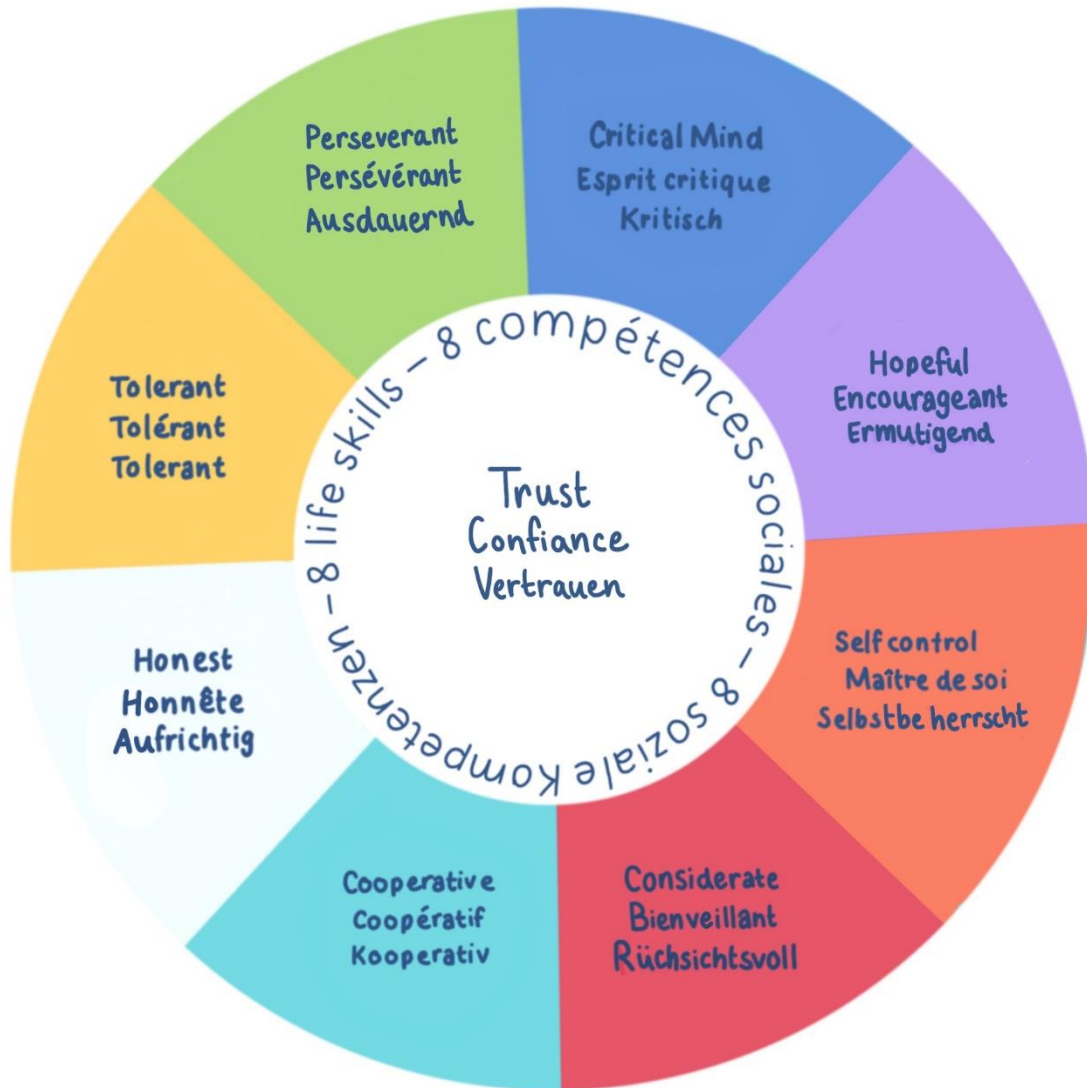 Perseverant
Persévérant
Ausdauernd
Critical Mind
Esprit critique
Kritisch
Hopeful
Encourageant
Ermutigend
Self control
Maître de soi
Selbstbe herrscht
Considerate
Bienveillant
Rüchsichtsvoll
Cooperative
Coopératif
Kooperativ
Honest
Honnête
Aufrichtig
Tolerant
Tolérant
Tolerant
8 life skills – 8 compétences sociales – 8 soziale Kompetenzen –
Trust
Confiance
Vertrauen